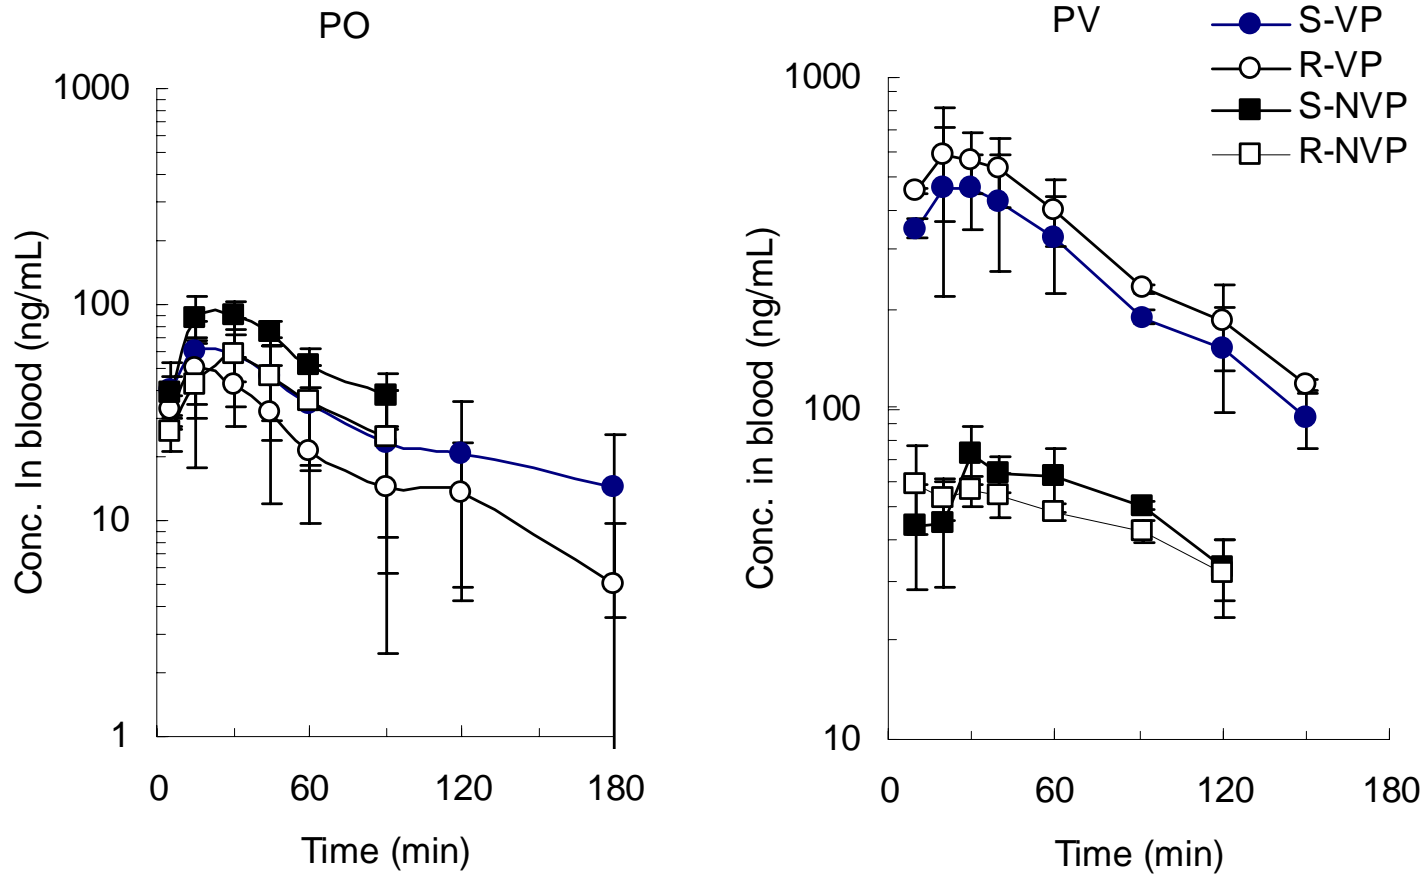 PO
1000
100
10
1
0 60 120 180
Time (min)
Conc. In blood (ng/mL)
PV
1000
100
10
0 60 120 180
Time (min)
Conc. in blood (ng/mL)
S-VP
R-VP
S-NVP
R-NVP